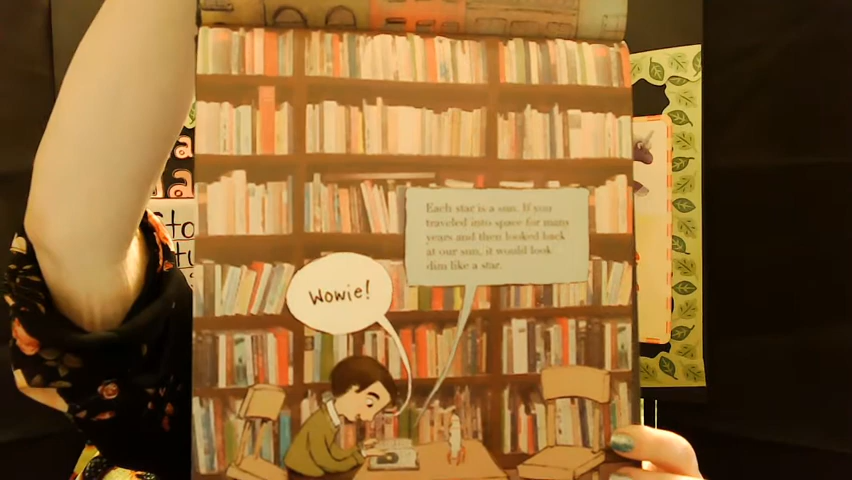 Each star is a sun. If you
traveled into space for many
years and then looked back
at our sun, it would look
dim like a star.
Wowie!